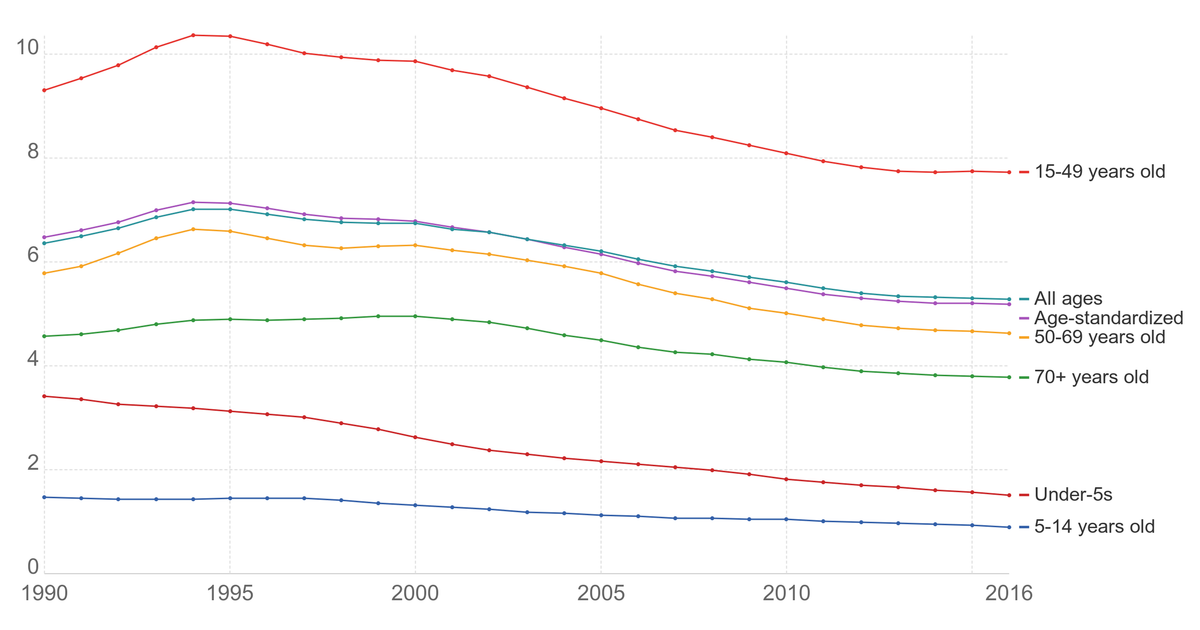 10
8
6
4
2
0
1990 1995 2000 2005 2010 2016
15-49 years old
All ages
Age-standardized
50-69 years old
70+ years old
Under-5s
5-14 years old